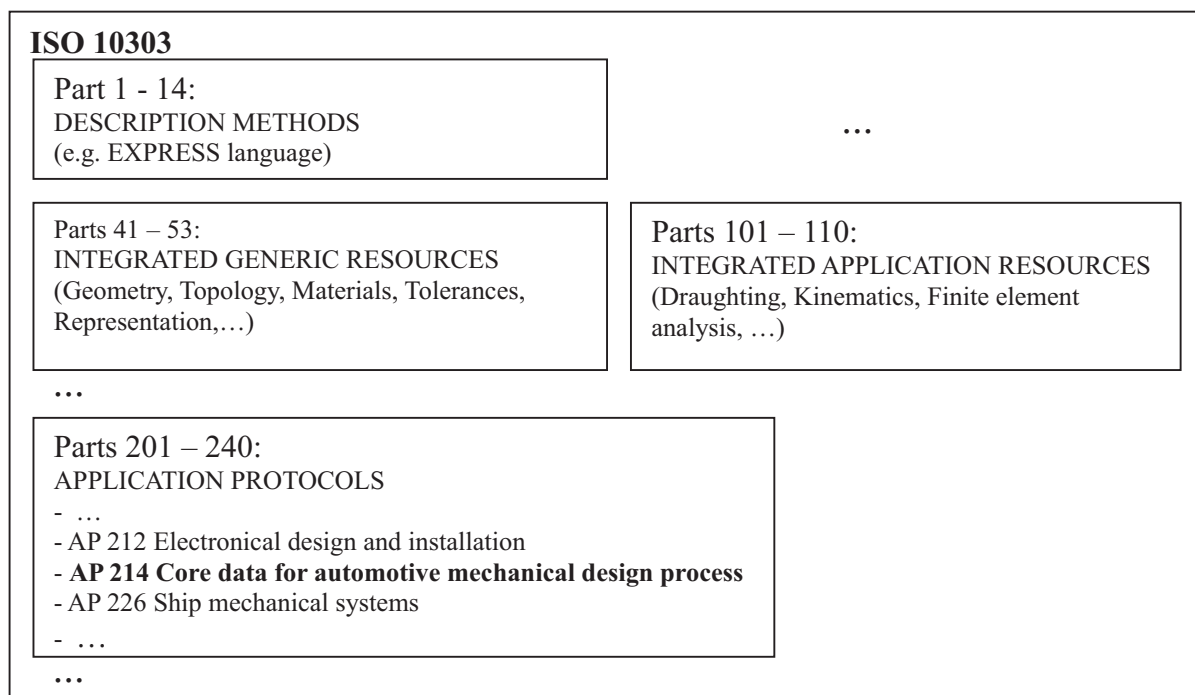 ISO 10303
Part 1 - 14:
DESCRIPTION METHODS
(e.g. EXPRESS language)
…
Parts 41 – 53:
INTEGRATED GENERIC RESOURCES
(Geometry, Topology, Materials, Tolerances,
Representation,…)
Parts 101 – 110:
INTEGRATED APPLICATION RESOURCES
(Draughting, Kinematics, Finite element
analysis, …)
…
Parts 201 – 240:
APPLICATION PROTOCOLS
- …
- AP 212 Electronical design and installation
- AP 214 Core data for automotive mechanical design process
- AP 226 Ship mechanical systems
- …
…